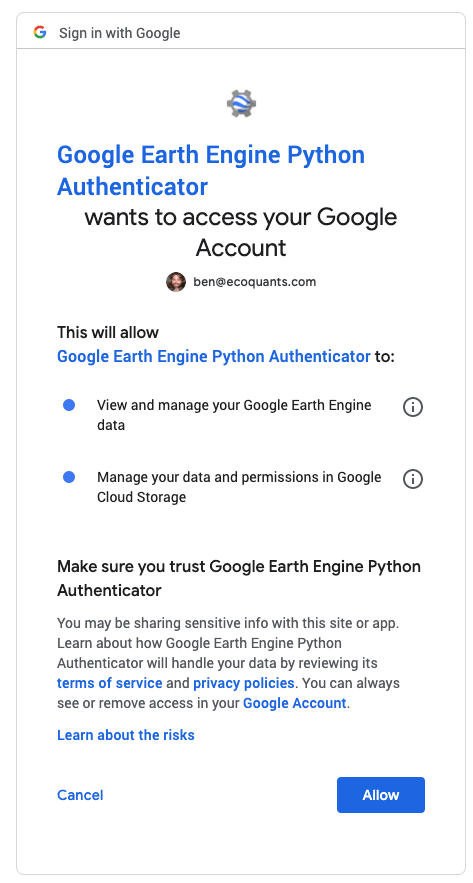 Sign in with Google
Google Earth Engine Python
Authenticator
wants to access your Google
Account
ben@ecoquants.com
This will allow
Google Earth Engine Python Authenticator to:
View and manage your Google Earth Engine
data
Manage your data and permissions in Google
Cloud Storage
Make sure you trust Google Earth Engine Python
Authenticator
You may be sharing sensitive info with this site or app.
Learn about how Google Earth Engine Python
Authenticator will handle your data by reviewing its
terms of service and privacy policies. You can always
see or remove access in your Google Account.
Learn about the risks
Cancel
Allow